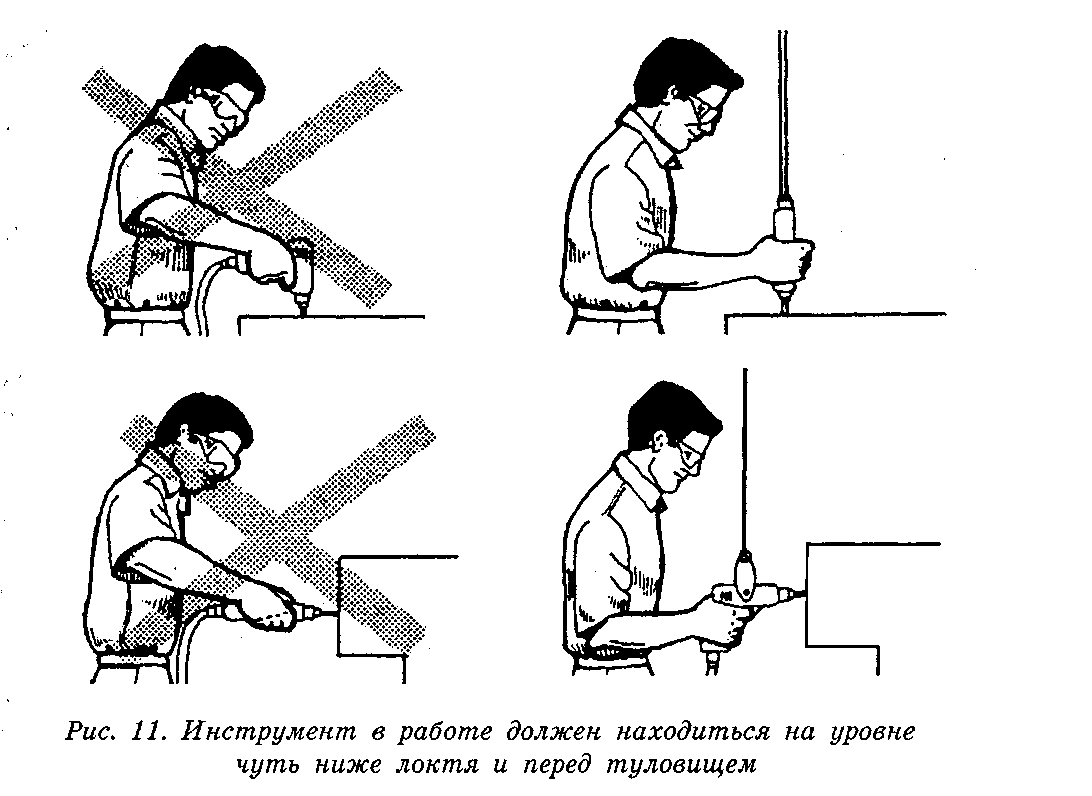 Рис. 11. Инструмент в работе должен находиться на уровне
чуть ниже локтя и перед туловищем